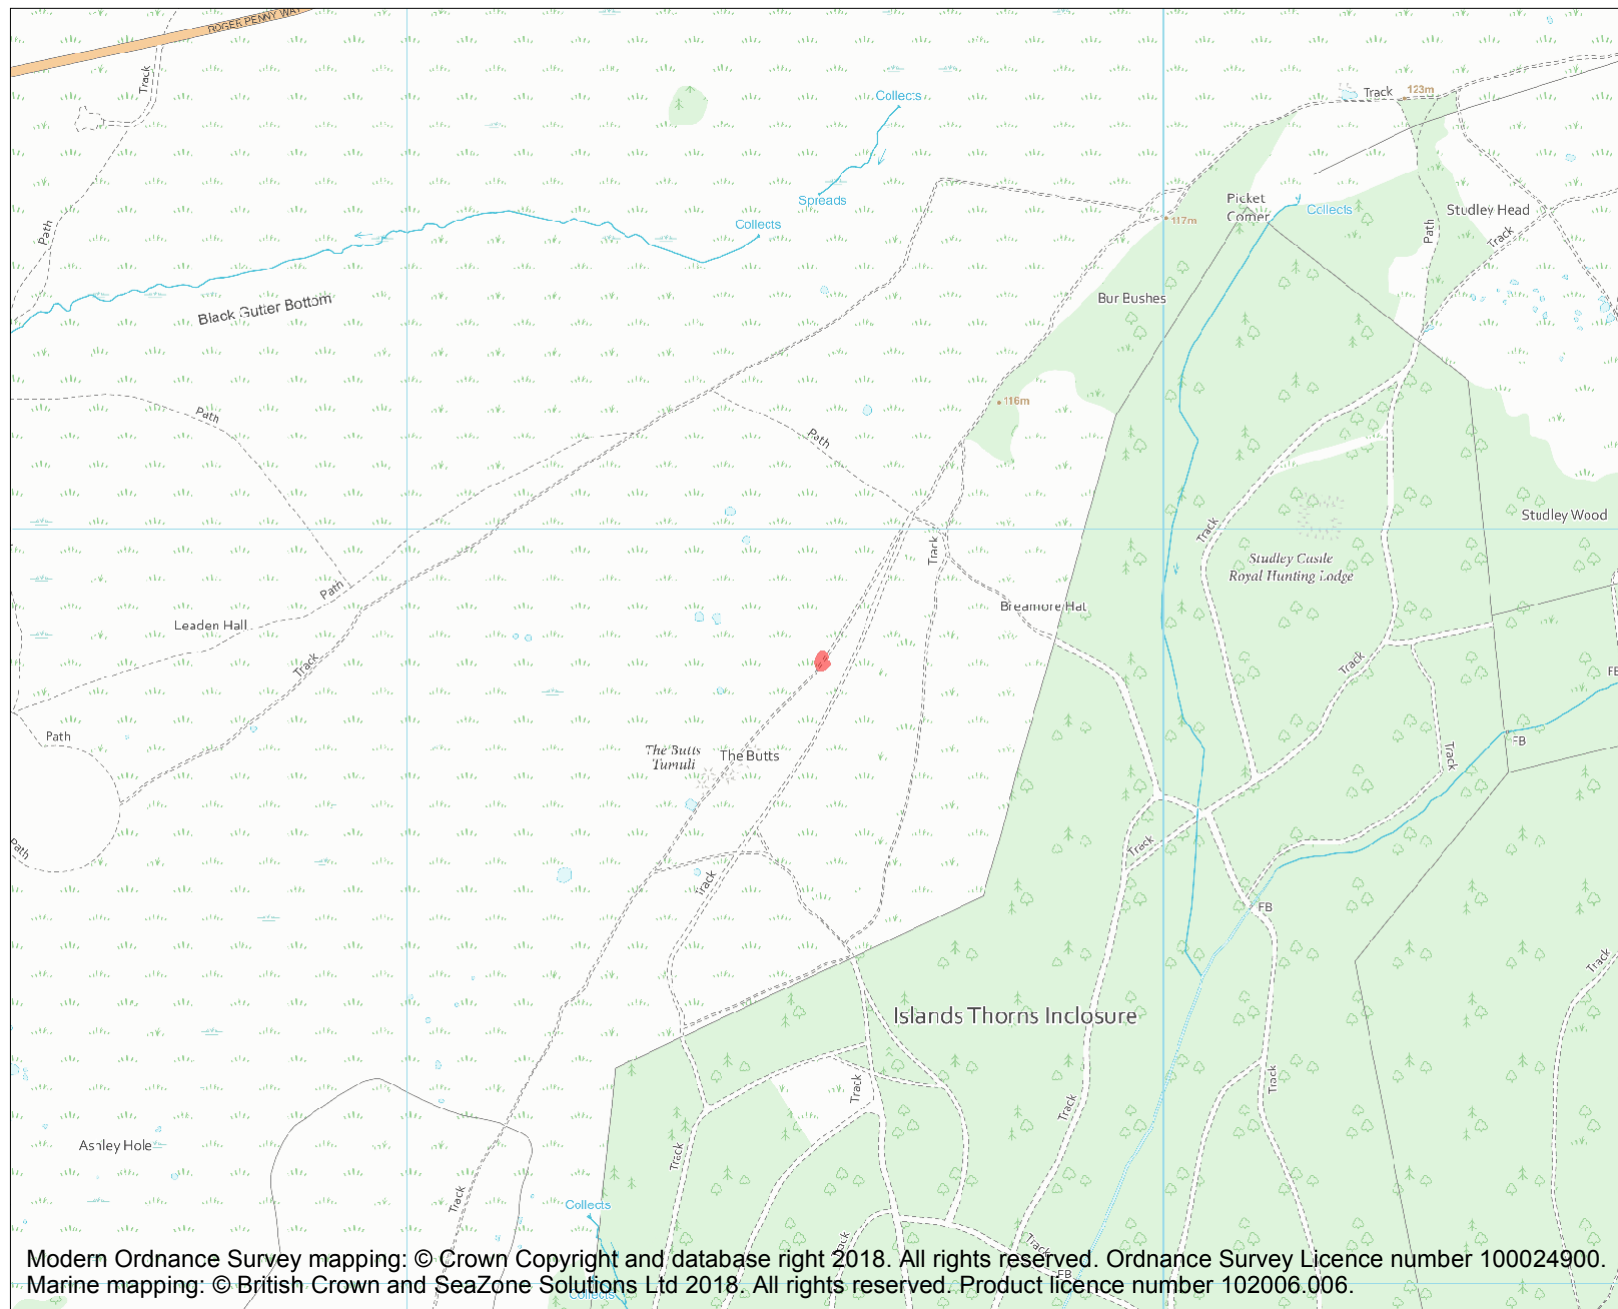 ROGER PENNY WAY
Track
Collects
Track
123m
Spreads
Picket
Corner
Collects
Studley Head
Path
Collects
117m
Path
Track
Black Gutter Bottom
Bur Bushes
116m
Path
Path
Studley Wood
Track
Track
Studley Castle
Royal Hunting Lodge
Path
Breamore Hat
Leaden Hall
Track
Track
FB
Path
The Butts
Tumuli
The Butts
FB
Track
Path
Track
Track
FB
Track
Islands Thorns Inclosure
Track
Track
Track
Ashley Hole
Track
Track
Collects
Track
Track
FB
Collects
Modern Ordnance Survey mapping: © Crown Copyright and database right 2018. All rights reserved. Ordnance Survey Licence number 100024900.
Marine mapping: © British Crown and SeaZone Solutions Ltd 2018. All rights reserved. Product licence number 102006.006.